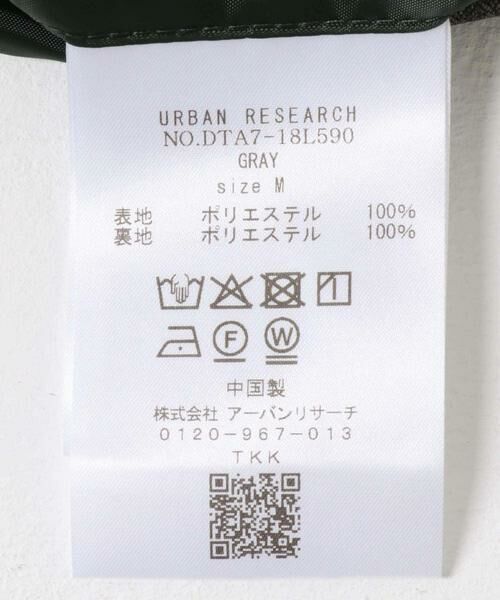 URBAN RESEARCH
NO.DTA7-18L590
GRAY
size M
表地 ポリエステル 100%
裏地 ポリエステル 100%
F W
中国製
株式会社 アーバンリサーチ
0120-967-013
TKK